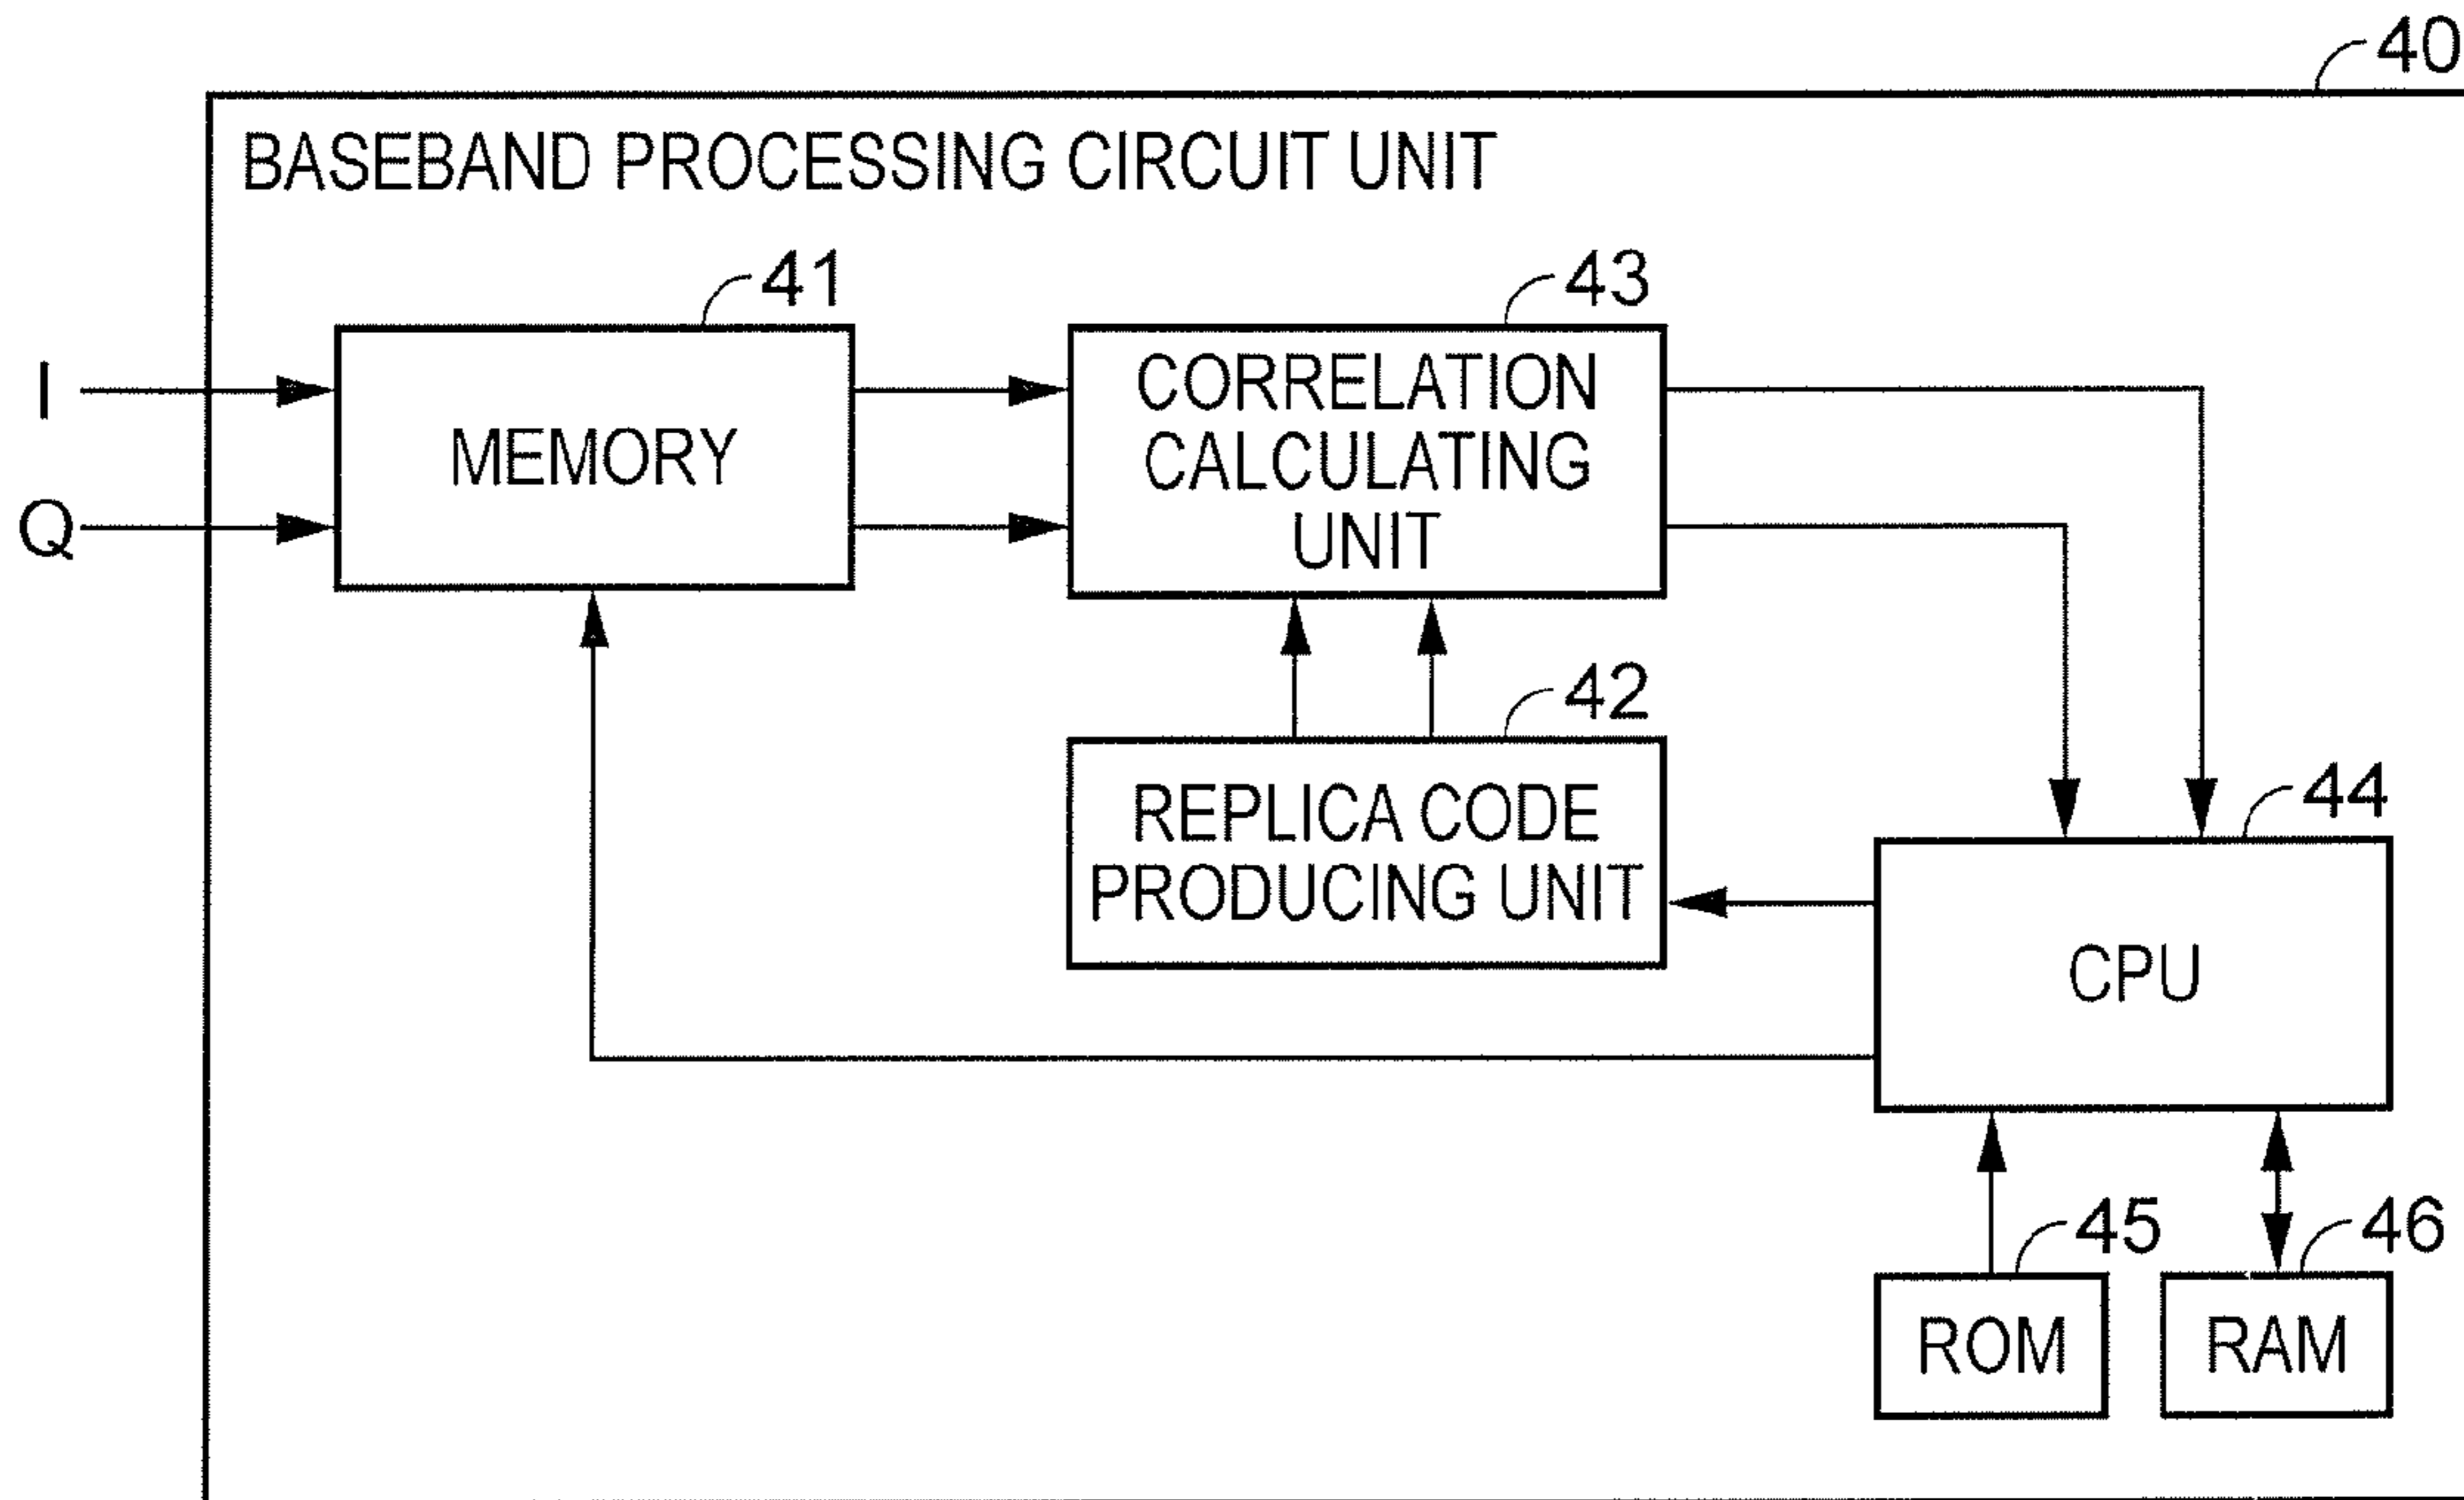 40
BASEBAND PROCESSING CIRCUIT UNIT
41
43
I
MEMORY
CORRELATION
CALCULATING
UNIT
Q
42
REPLICA CODE
PRODUCING UNIT
44
CPU
45
46
ROM
RAM